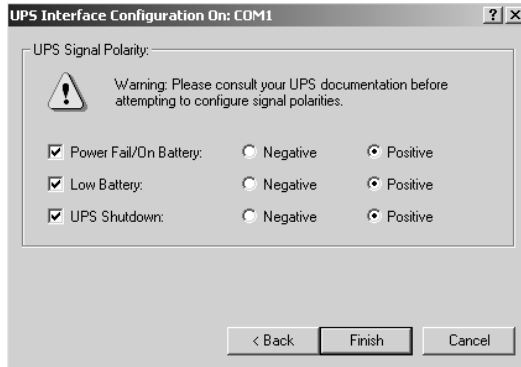 UPS Interface Configuration On: COM1
UPS Signal Polarity:
Warning: Please consult your UPS documentation before
attempting to configure signal polarities.
Power Fail/On Battery: Negative Positive
Low Battery: Negative Positive
UPS Shutdown: Negative Positive
< Back Finish Cancel